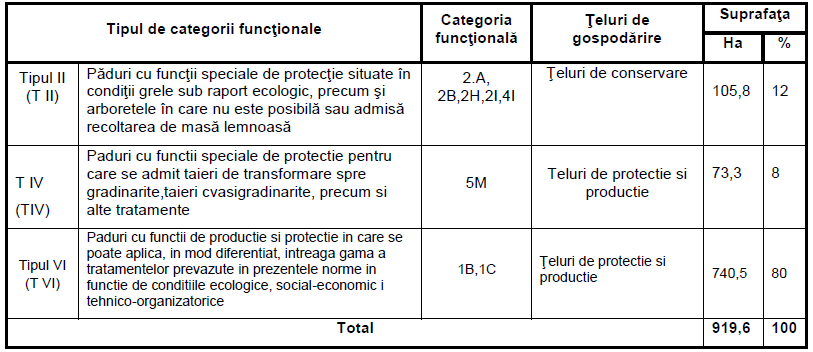 Tipul de categorii funcţionale
Categoria
funcţională
Ţeluri de
gospodărire
Suprafaţa
Ha
%
Tipul II
(T II)
Păduri cu funcţii speciale de protecţie situate în
condiţii grele sub raport ecologic, precum şi
arboretele în care nu este posibilă sau admisă
recoltarea de masă lemnoasă
2.A,
2B,2H,2I,4I
Ţeluri de conservare
105,8
12
T IV
(TIV)
Paduri cu functii speciale de protectie pentru
care se admit taieri de transformare spre
gradinarite,taieri cvasigradinarite, precum si
alte tratamente
5M
Teluri de protectie si
productie
73,3
8
Tipul VI
(T VI)
Paduri cu functii de productie si protectie in care se
poate aplica, in mod diferentiat, intreaga gama a
tratamentelor prevazute in prezentele norme in
functie de conditiile ecologice, social-economic i
tehnico-organizatorice
1B,1C
Ţeluri de protectie si
productie
740,5
80
Total
919,6
100